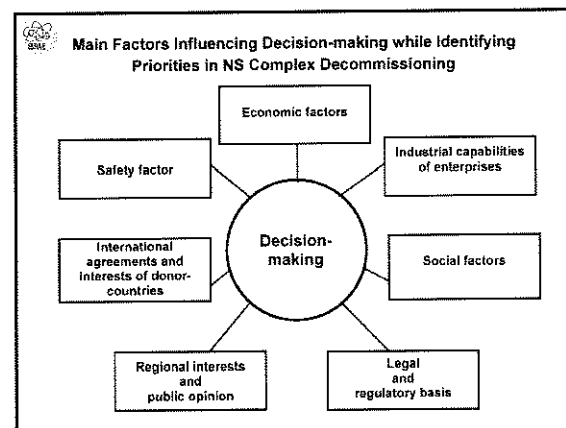 Main Factors Influencing Decision-making while Identifying
Priorities in NS Complex Decommissioning
Economic factors
Safety factor
Industrial capabilities
of enterprises
International
agreements and
interests of donor-
countries
Decision-
making
Social factors
Regional interests
and
public opinion
Legal
and
regulatory basis